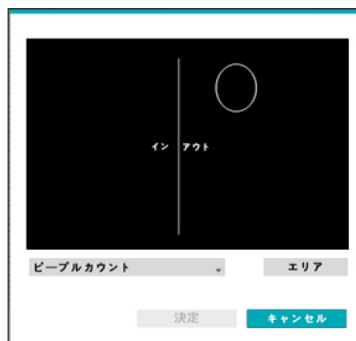 イン アウト
ピープルカウント
エリア
決定
キャンセル